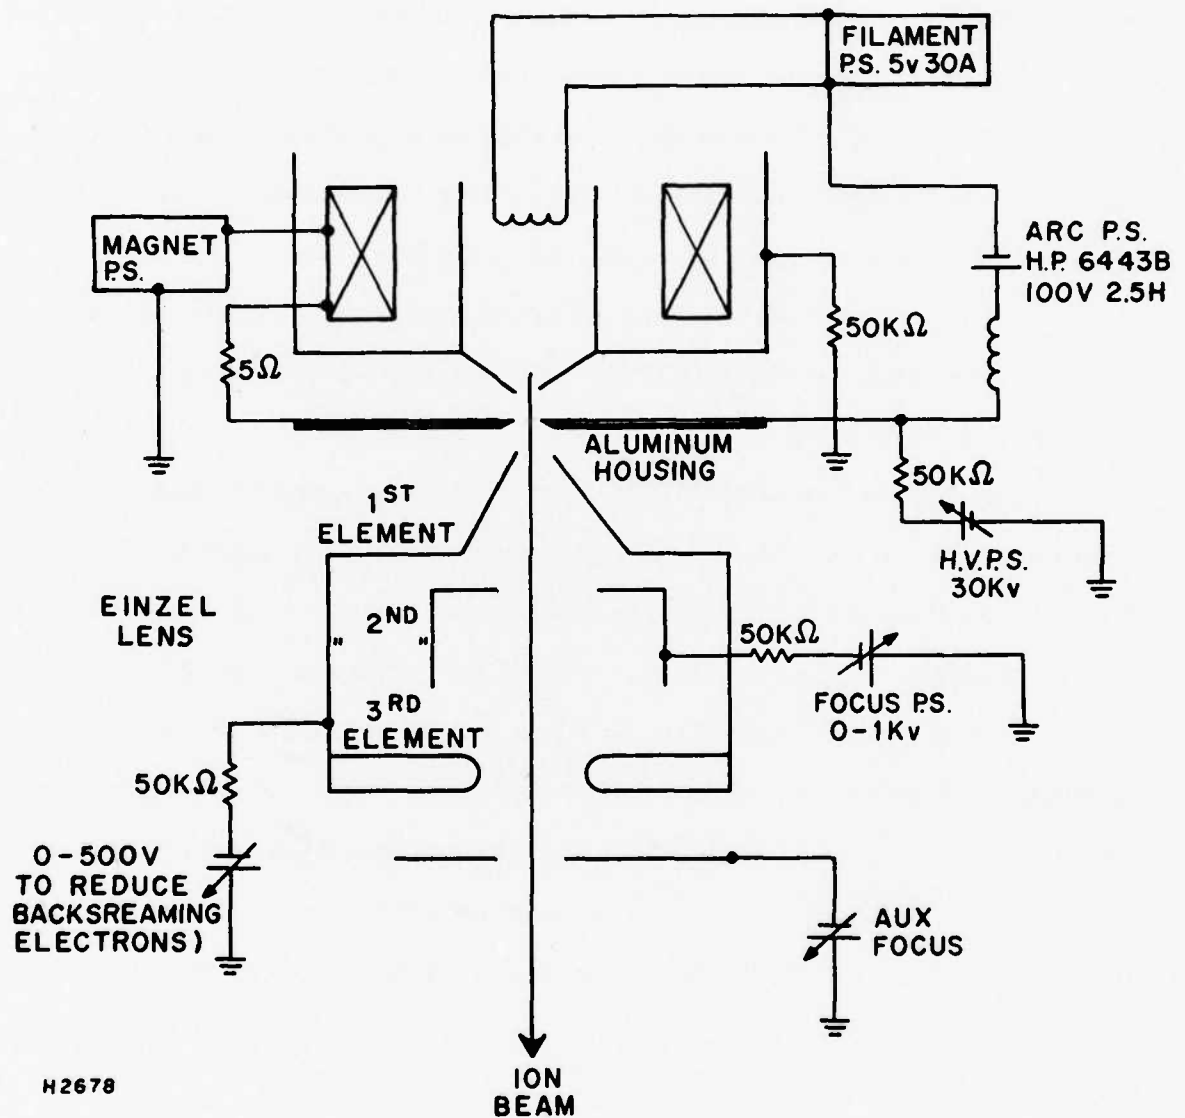 FILAMENT
P.S. 5v 30A
MAGNET
P.S.
ARC P.S.
H.P. 6443B
100V 2.5H
5Ω
50KΩ
ALUMINUM
HOUSING
50KΩ
H.V.P.S.
30Kv
1ST
ELEMENT
EINZEL
LENS
" 2ND "
50KΩ
FOCUS P.S.
0-1Kv
3RD
ELEMENT
50KΩ
0-500V
TO REDUCE
BACKSREAMING
ELECTRONS)
AUX
FOCUS
ION
BEAM
H2678